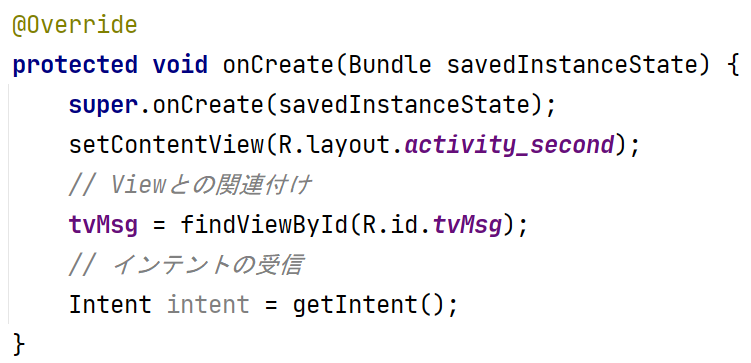 @Override
protected void onCreate(Bundle savedInstanceState) {
    super.onCreate(savedInstanceState);
    setContentView(R.layout.activity_second);
    // Viewとの関連付け
    tvMsg = findViewById(R.id.tvMsg);
    // インテントの受信
    Intent intent = getIntent();
}